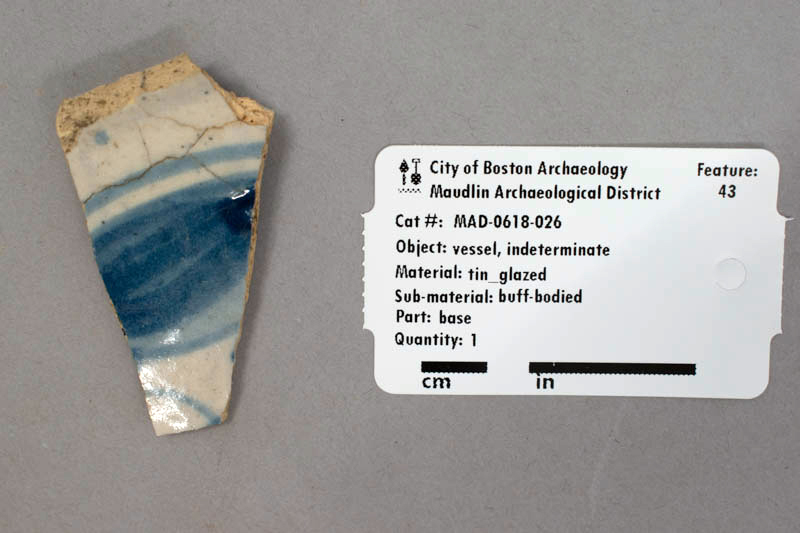 City of Boston Archaeology
Maudlin Archaeological District
Feature:
43
Cat #: MAD-0618-026
Object: vessel, indeterminate
Material: tin_glazed
Sub-material: buff-bodied
Part: base
Quantity: 1
cm in